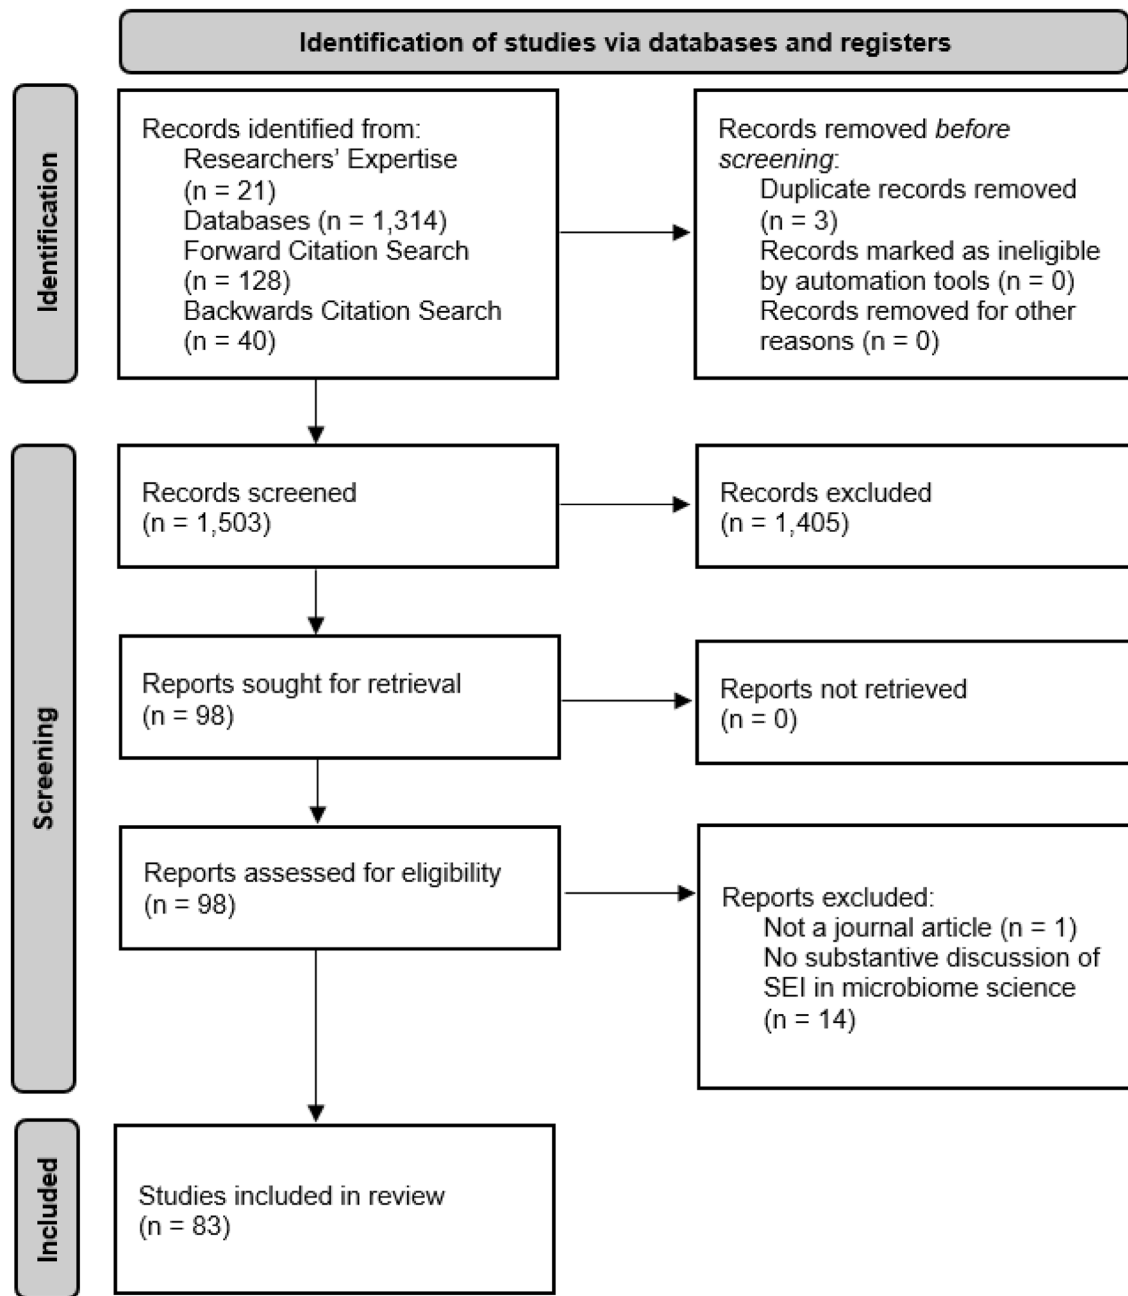 Identification of studies via databases and registers
Identification
Records identified from:
Researchers' Expertise
(n = 21)
Databases (n = 1,314)
Forward Citation Search
(n = 128)
Backwards Citation Search
(n = 40)
Records removed before
screening:
Duplicate records removed
(n = 3)
Records marked as ineligible
by automation tools (n = 0)
Records removed for other
reasons (n = 0)
Screening
Records screened
(n = 1,503)
Records excluded
(n = 1,405)
Reports sought for retrieval
(n = 98)
Reports not retrieved
(n = 0)
Reports assessed for eligibility
(n = 98)
Reports excluded:
Not a journal article (n = 1)
No substantive discussion of
SEI in microbiome science
(n = 14)
Included
Studies included in review
(n = 83)